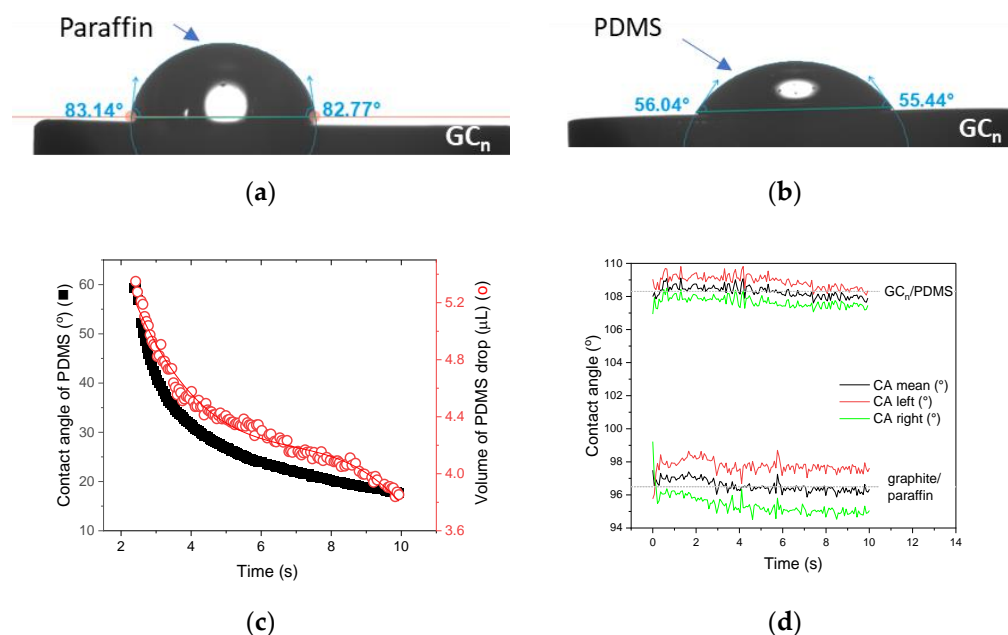 Paraffin
83.14°
82.77°
GCn
(a)
PDMS
56.04°
55.44°
GCn
(b)
Contact angle of PDMS (°) (■)
60
50
40
30
20
10
5.2
4.8
4.4
4.0
3.6
Volume of PDMS drop (μL) (o)
2 4 6 8 10
Time (s)
(c)
Contact angle (°)
110
108
106
104
102
100
98
96
94
GCn/PDMS
CA mean (°)
CA left (°)
CA right (°)
graphite/
paraffin
0 2 4 6 8 10 12 14
Time (s)
(d)